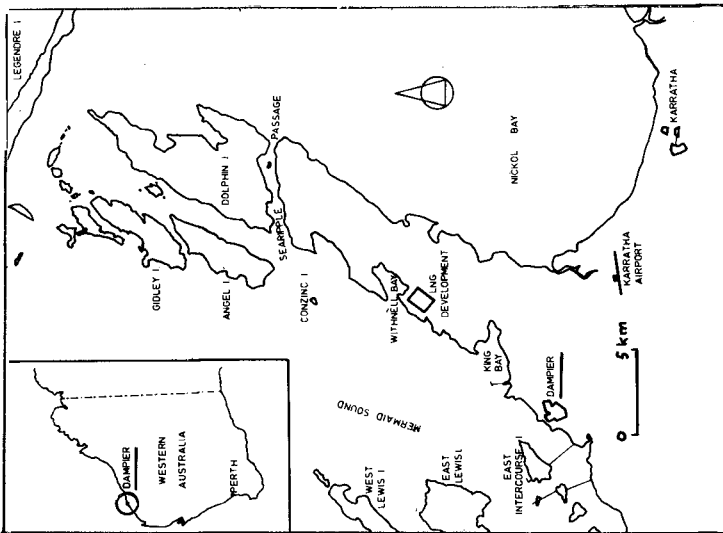 LEGENDRE I
DOLPHIN I
SEARIPPLE PASSAGE
GIDLEY I
ANGEL I
CONZINC I
NICKOL BAY
WITHNELL BAY
LNG
DEVELOPMENT
KING
BAY
DAMPIER
KARRATHA
KARRATHA
AIRPORT
MERMAID SOUND
WEST
LEWIS I
EAST
LEWIS I
EAST
INTERCOURSE I
0 5 km
DAMPIER
WESTERN
AUSTRALIA
PERTH